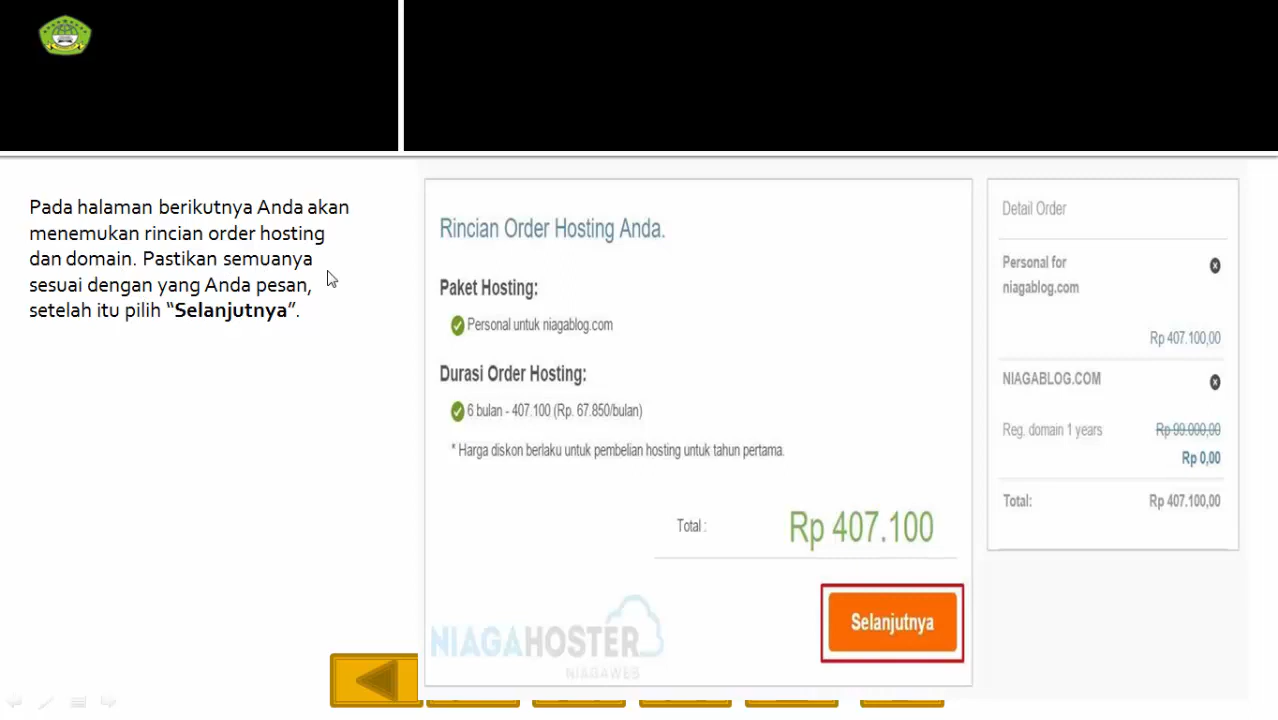 Pada halaman berikutnya Anda akan
menemukan rincian order hosting
dan domain. Pastikan semuanya
sesuai dengan yang Anda pesan,
setelah itu pilih “Selanjutnya”.
Rincian Order Hosting Anda.
Paket Hosting:
Personal untuk niagablog.com
Durasi Order Hosting:
6 bulan - 407.100 (Rp. 67.850/bulan)
* Harga diskon berlaku untuk pembelian hosting untuk tahun pertama.
Total : Rp 407.100
Selanjutnya
NIAGAHOSTER
NIAGAWEB
Detail Order
Personal for
niagablog.com
Rp 407.100,00
NIAGABLOG.COM
Reg. domain 1 years Rp 99.000,00
Rp 0,00
Total: Rp 407.100,00